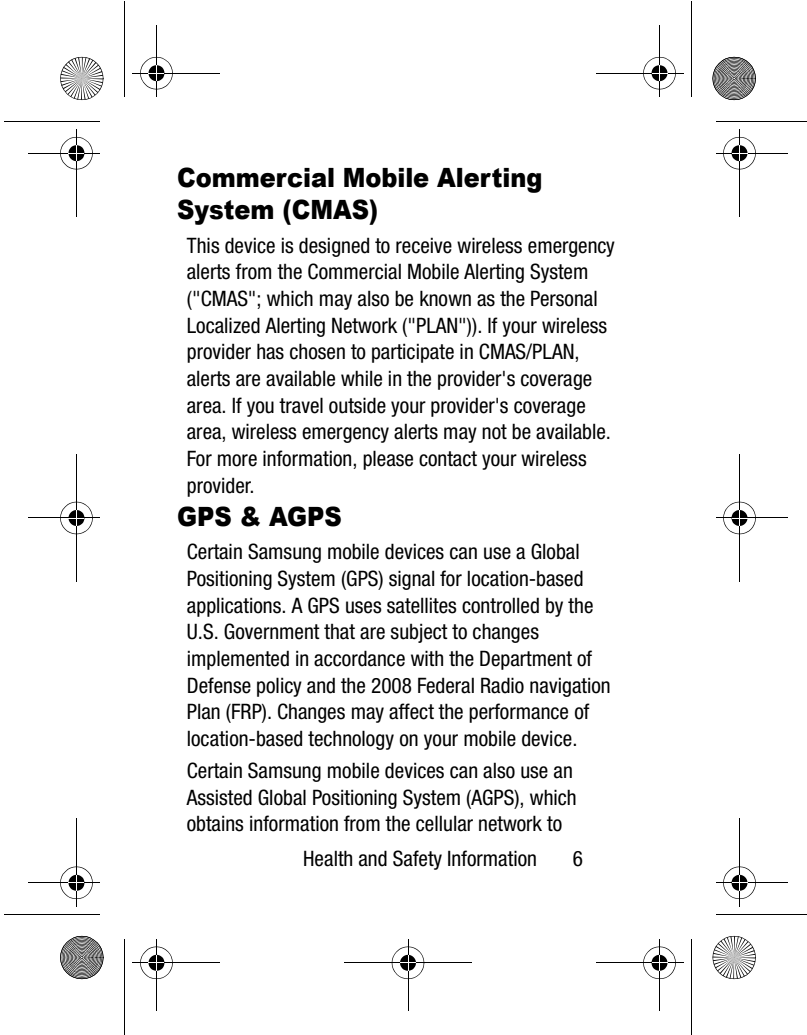 Commercial Mobile Alerting
System (CMAS)
This device is designed to receive wireless emergency
alerts from the Commercial Mobile Alerting System
("CMAS"; which may also be known as the Personal
Localized Alerting Network ("PLAN")). If your wireless
provider has chosen to participate in CMAS/PLAN,
alerts are available while in the provider's coverage
area. If you travel outside your provider's coverage
area, wireless emergency alerts may not be available.
For more information, please contact your wireless
provider.
GPS & AGPS
Certain Samsung mobile devices can use a Global
Positioning System (GPS) signal for location-based
applications. A GPS uses satellites controlled by the
U.S. Government that are subject to changes
implemented in accordance with the Department of
Defense policy and the 2008 Federal Radio navigation
Plan (FRP). Changes may affect the performance of
location-based technology on your mobile device.
Certain Samsung mobile devices can also use an
Assisted Global Positioning System (AGPS), which
obtains information from the cellular network to
Health and Safety Information 6